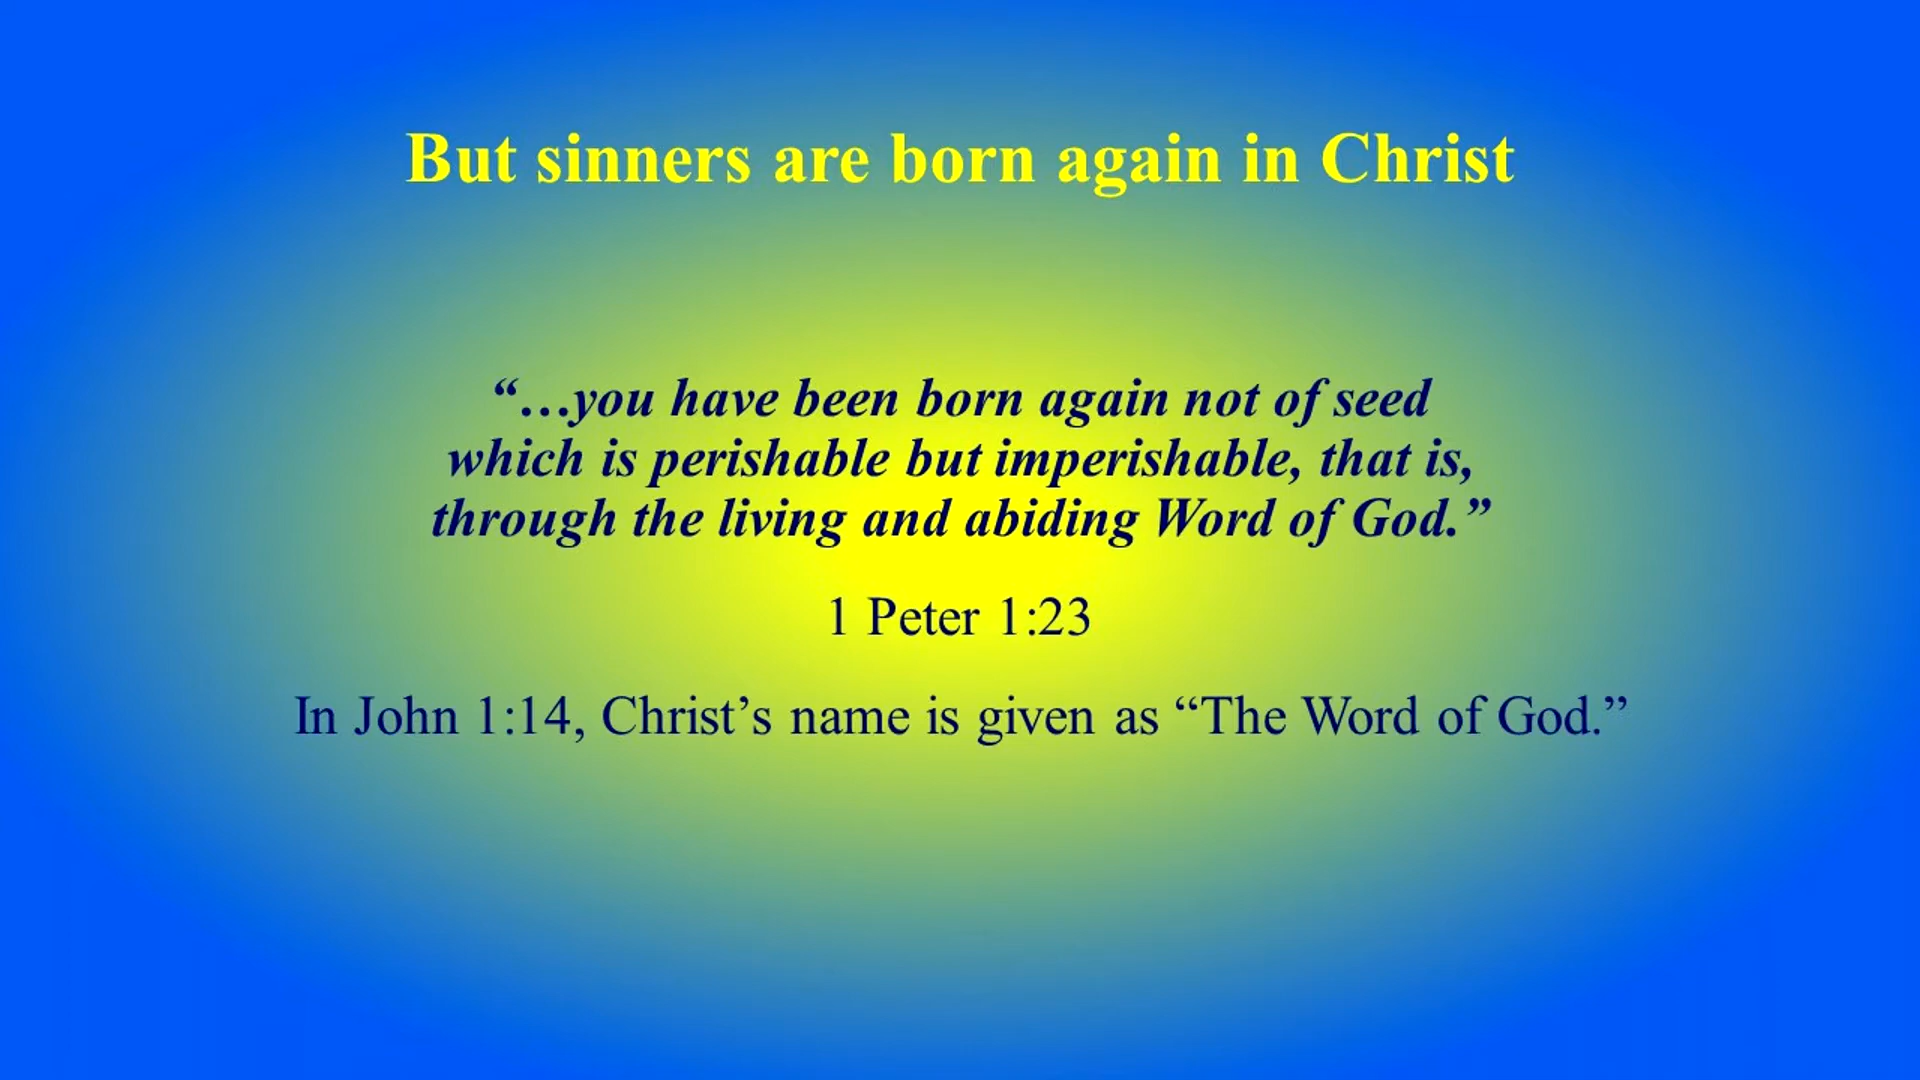 But sinners are born again in Christ
“…you have been born again not of seed
which is perishable but imperishable, that is,
through the living and abiding Word of God.”
1 Peter 1:23
In John 1:14, Christ’s name is given as “The Word of God.”